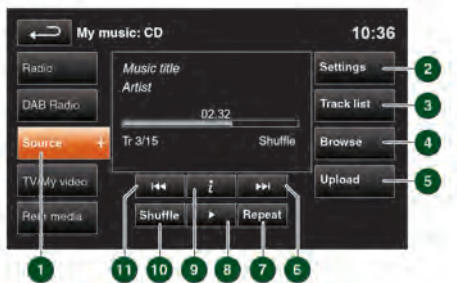 My music: CD 10:36
Radio
DAB Radio
Source +
TV/My video
Rear media
Music title
Artist
02.32
Tr 3/15 Shuffle
Settings
Track list
Browse
Upload
i
Shuffle Repeat
1
2
3
4
5
6
7
8
9
10
11